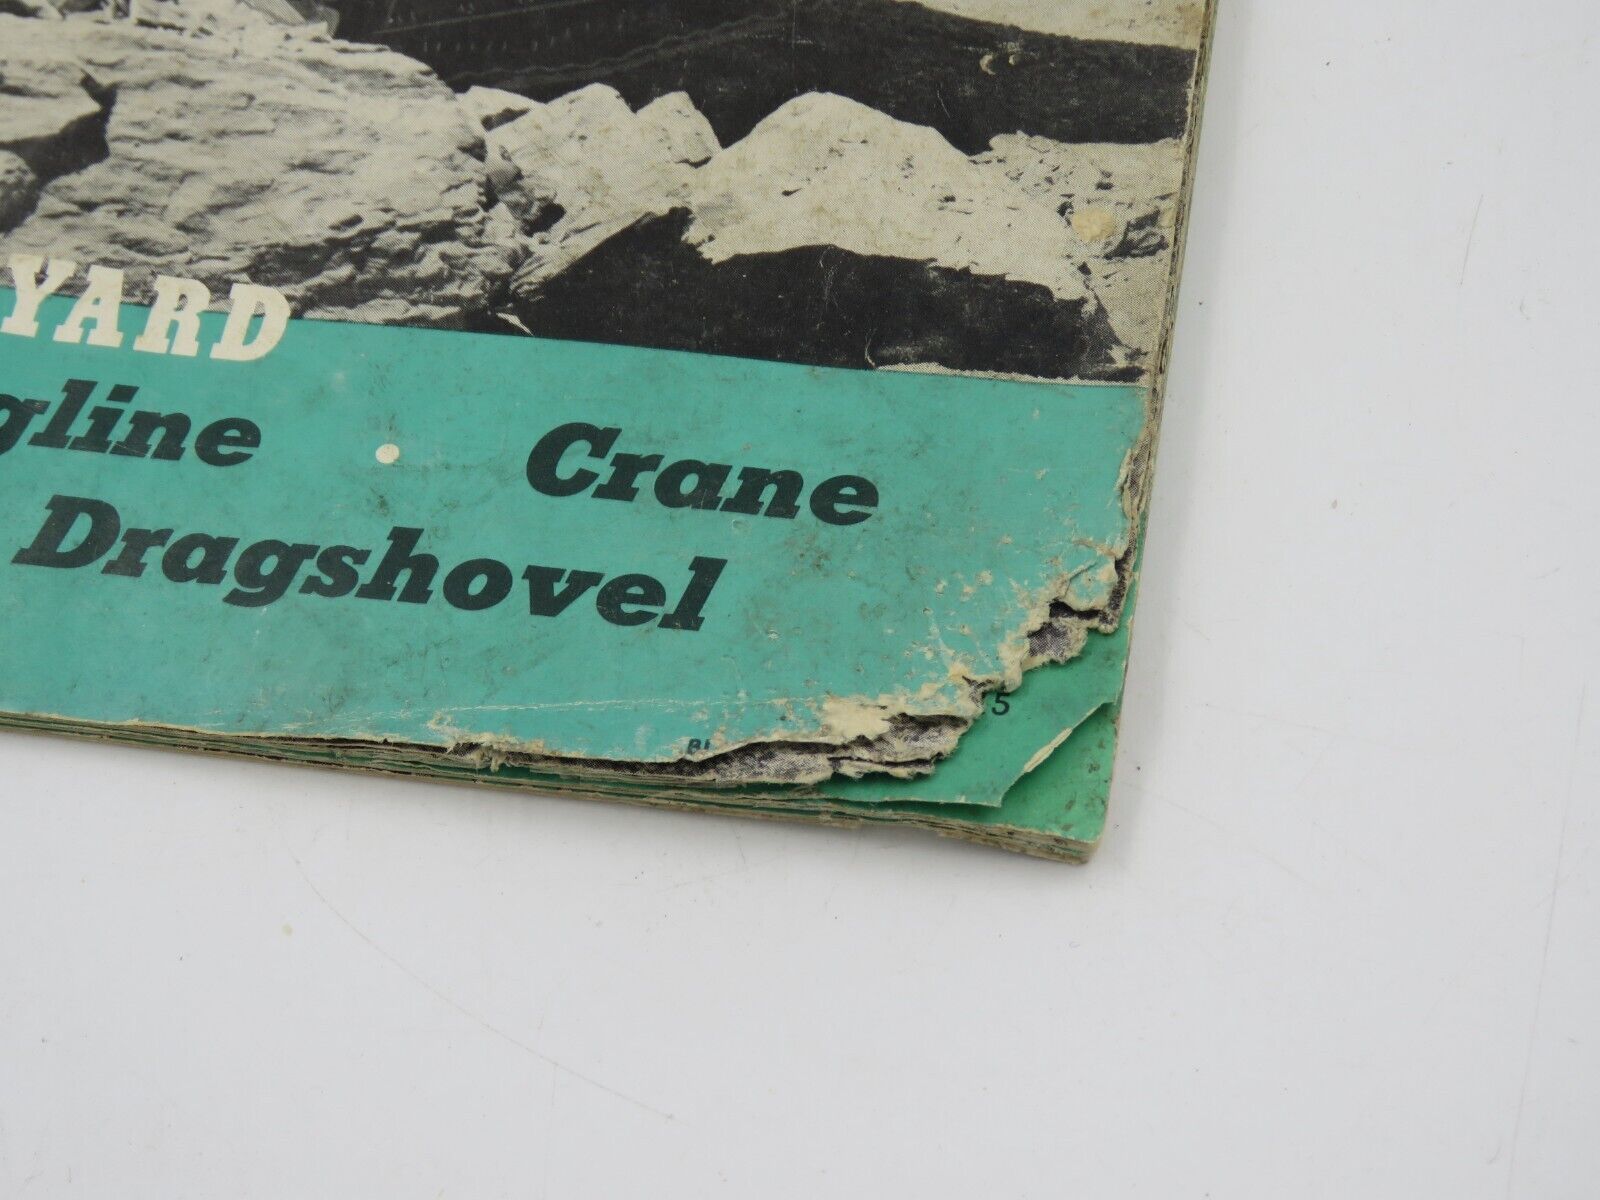 YARD
gline • Crane
Dragshovel
5